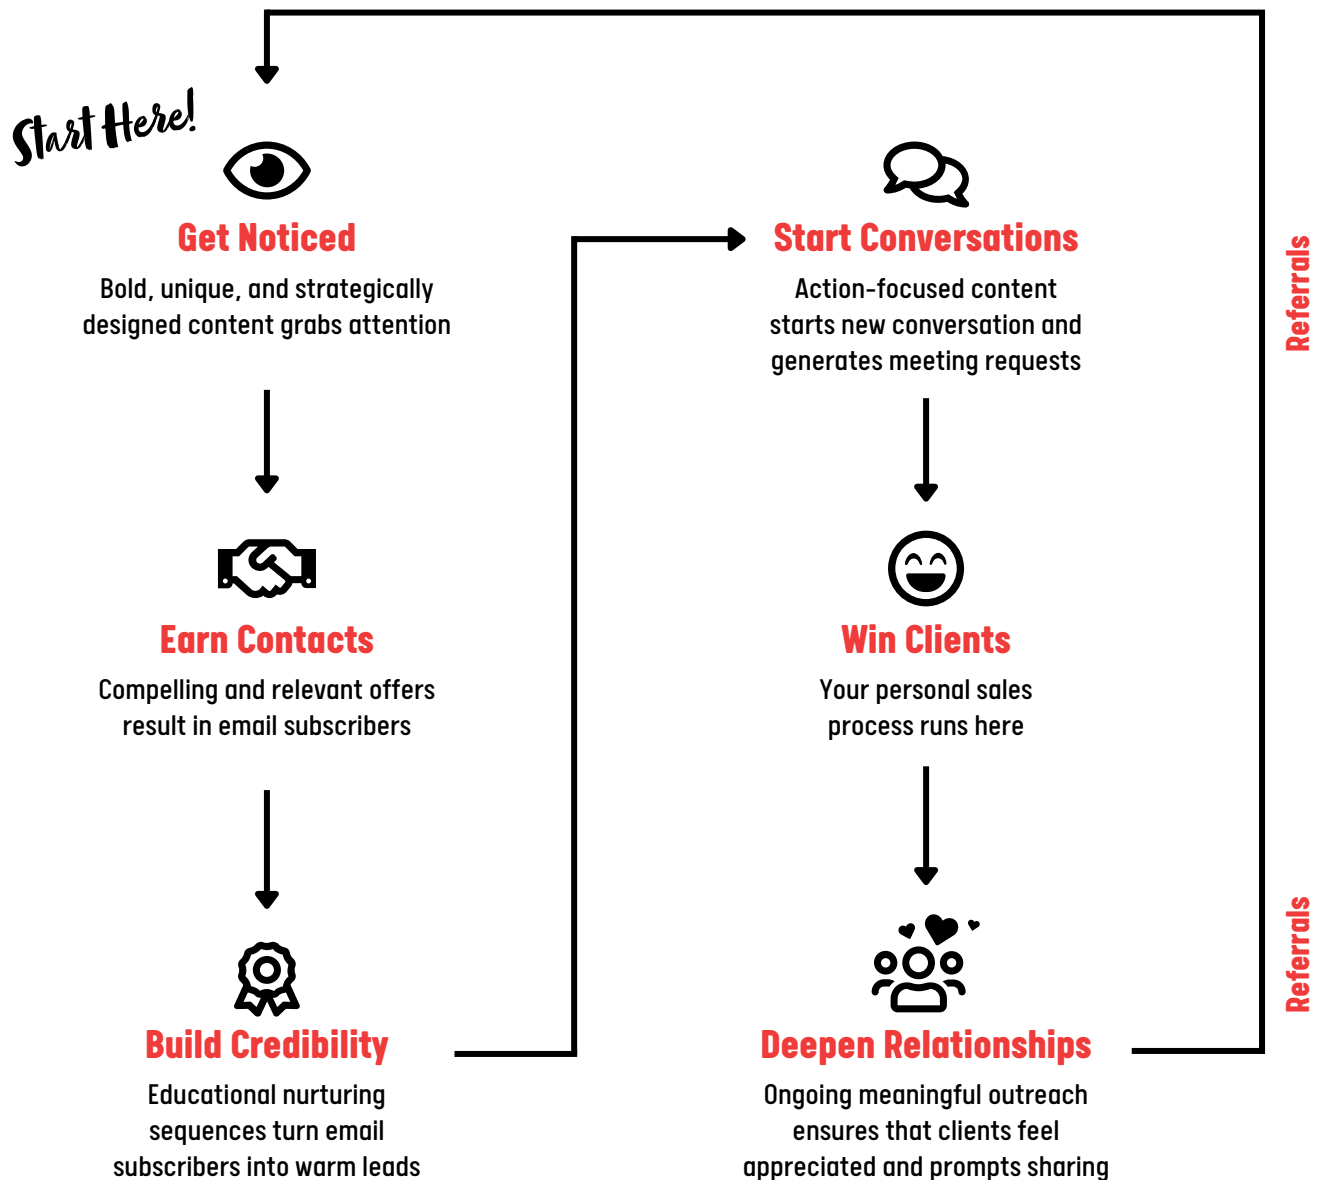 Start Here!
Get Noticed
Bold, unique, and strategically
designed content grabs attention
Earn Contacts
Compelling and relevant offers
result in email subscribers
Build Credibility
Educational nurturing
sequences turn email
subscribers into warm leads
Start Conversations
Action-focused content
starts new conversation and
generates meeting requests
Win Clients
Your personal sales
process runs here
Deepen Relationships
Ongoing meaningful outreach
ensures that clients feel
appreciated and prompts sharing
Referrals
Referrals